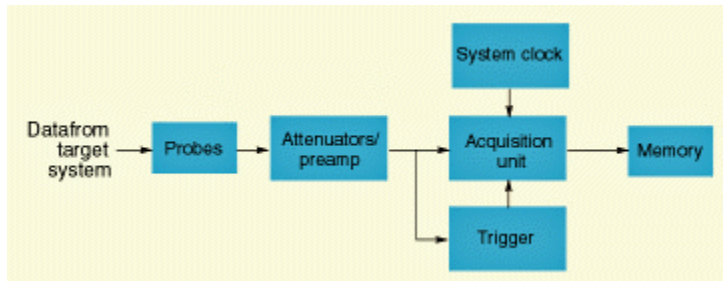 System clock
Datafrom
target
system
Probes
Attenuators/
preamp
Acquisition
unit
Memory
Trigger